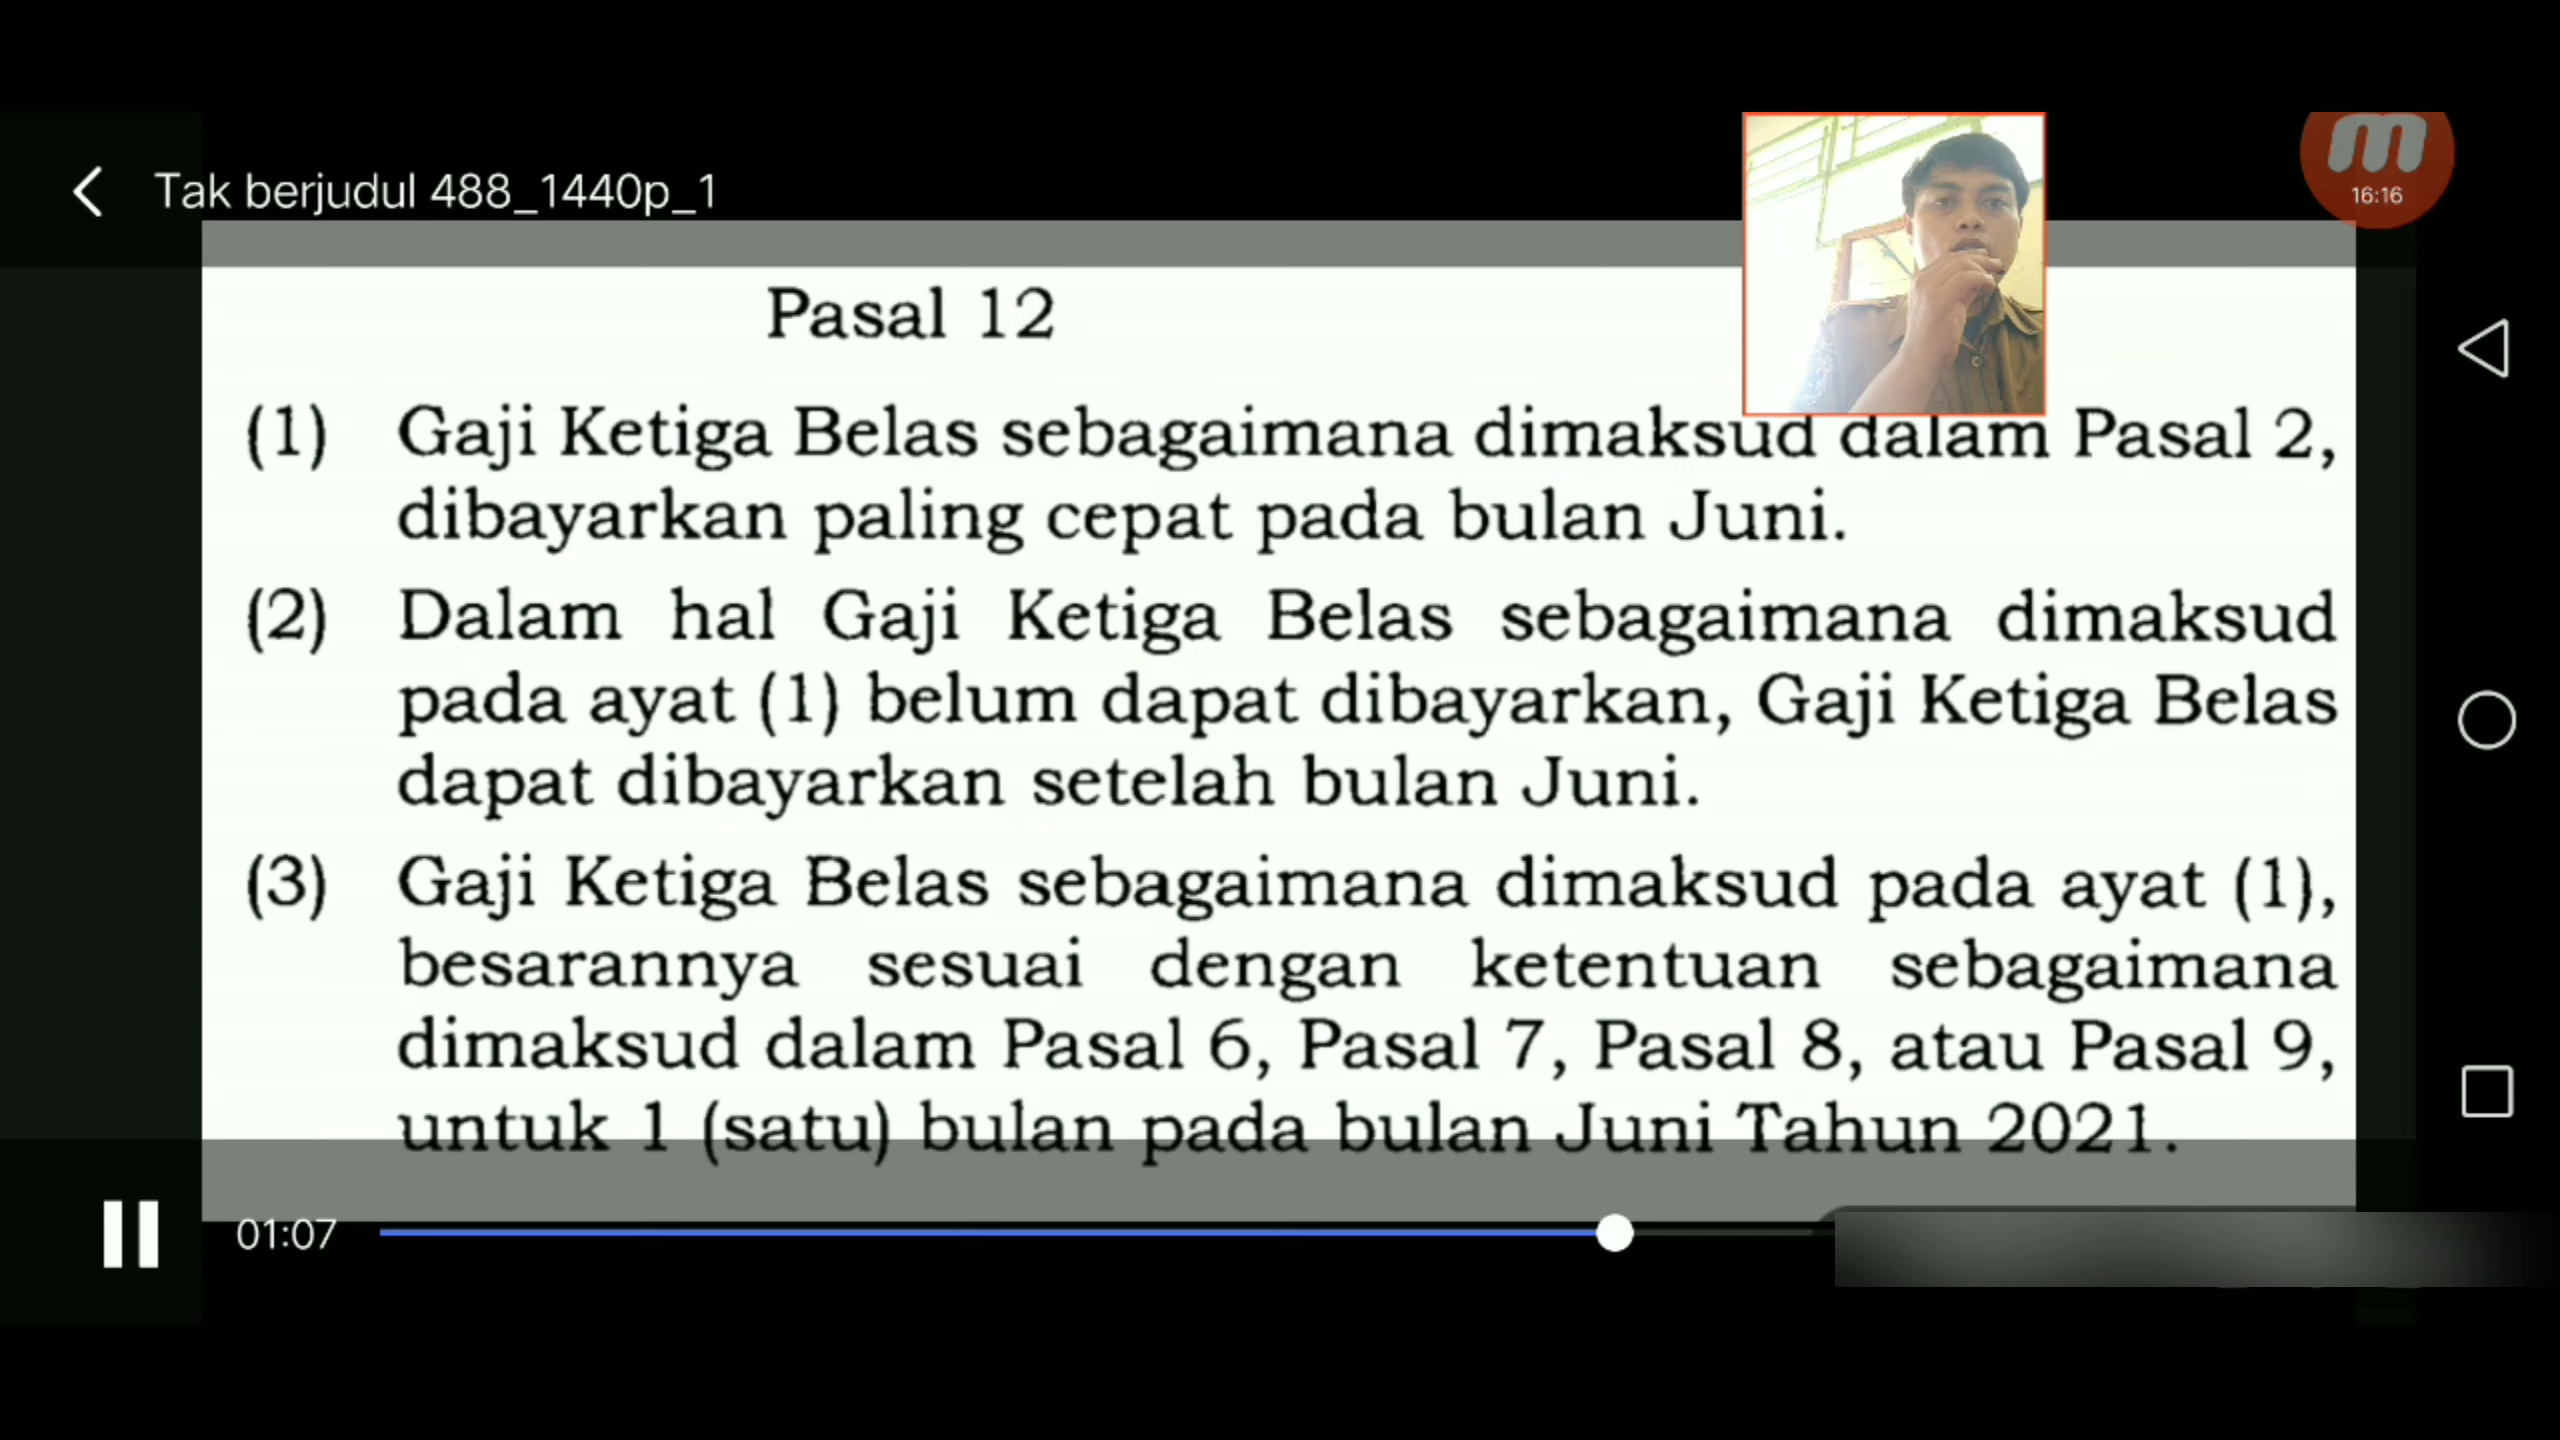 Tak berjudul 488_1440p_1
16:16
Pasal 12
(1) Gaji Ketiga Belas sebagaimana dimaksud dalam Pasal 2,
dibayarkan paling cepat pada bulan Juni.
(2) Dalam hal Gaji Ketiga Belas sebagaimana dimaksud
pada ayat (1) belum dapat dibayarkan, Gaji Ketiga Belas
dapat dibayarkan setelah bulan Juni.
(3) Gaji Ketiga Belas sebagaimana dimaksud pada ayat (1),
besarannya sesuai dengan ketentuan sebagaimana
dimaksud dalam Pasal 6, Pasal 7, Pasal 8, atau Pasal 9,
untuk 1 (satu) bulan pada bulan Juni Tahun 2021.
01:07